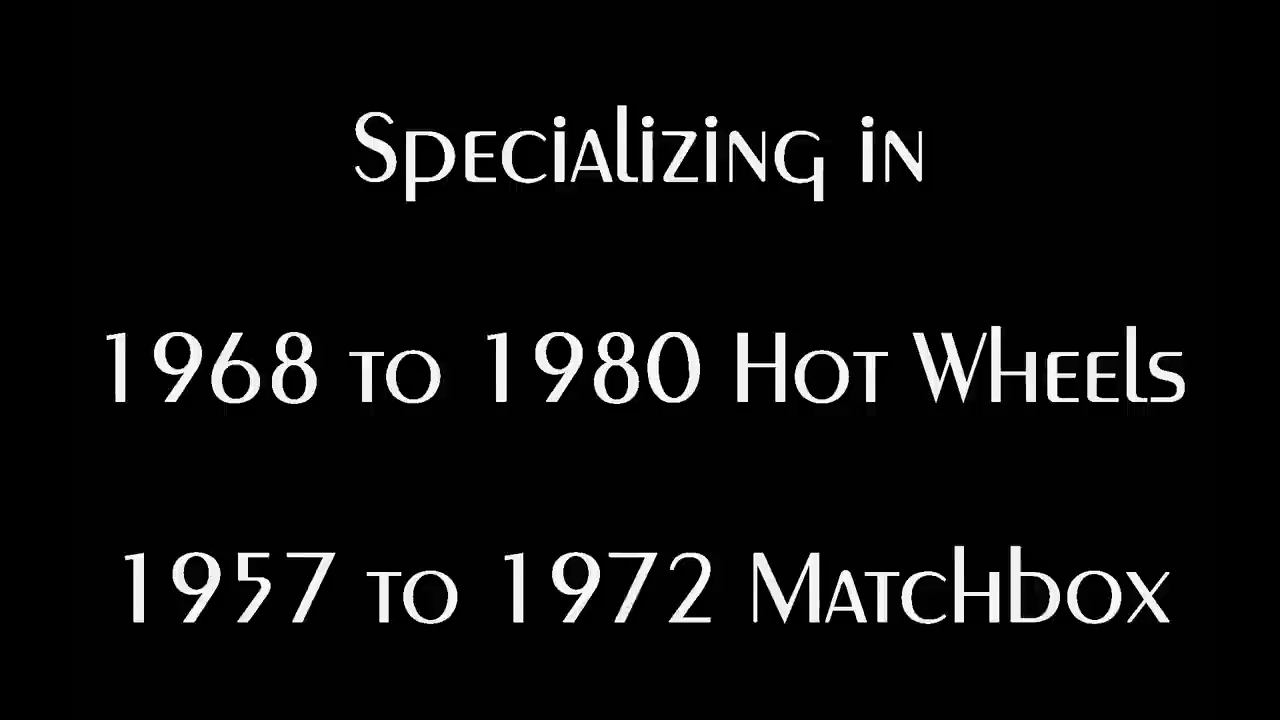 Specializing in
1968 to 1980 Hot Wheels
1957 to 1972 Matchbox